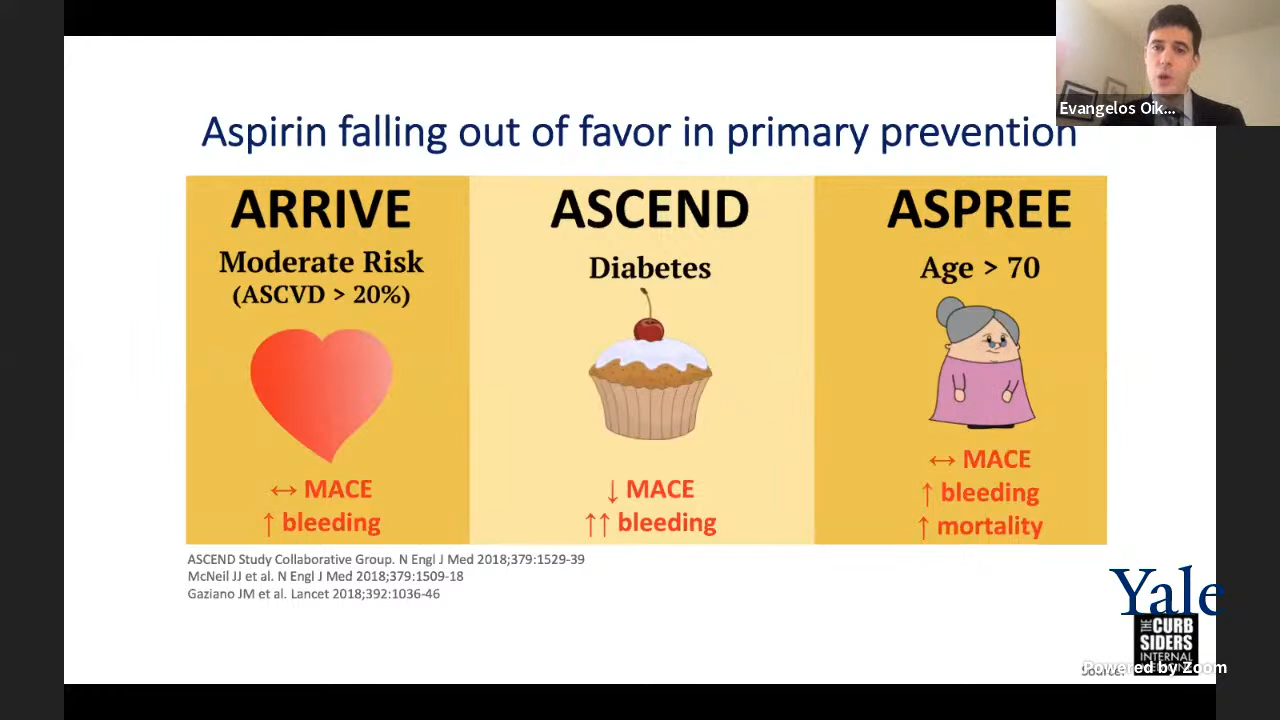 Evangelos Oik...
Aspirin falling out of favor in primary prevention
ARRIVE
Moderate Risk
(ASCVD > 20%)
↔ MACE
↑ bleeding
ASCEND
Diabetes
↓ MACE
↑↑ bleeding
ASPREE
Age > 70
↔ MACE
↑ bleeding
↑ mortality
ASCEND Study Collaborative Group. N Engl J Med 2018;379:1529-39
McNeil JJ et al. N Engl J Med 2018;379:1509-18
Gaziano JM et al. Lancet 2018;392:1036-46
Yale
THE CURB
SIDERS
INTERNAL
Source:
Powered by Zoom